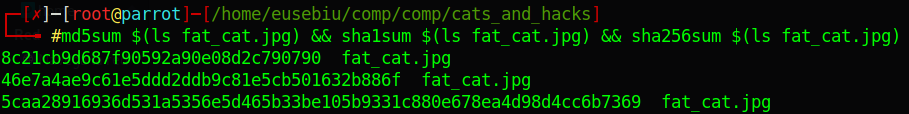 ┌─[✗]─[root@parrot]─[/home/eusebiu/comp/comp/cats_and_hacks]
└──╼ #md5sum $(ls fat_cat.jpg) && sha1sum $(ls fat_cat.jpg) && sha256sum $(ls fat_cat.jpg)
8c21cb9d687f90592a90e08d2c790790  fat_cat.jpg
46e7a4ae9c61e5ddd2ddb9c81e5cb501632b886f  fat_cat.jpg
5caa28916936d531a5356e5d465b33be105b9331c880e678ea4d98d4cc6b7369  fat_cat.jpg